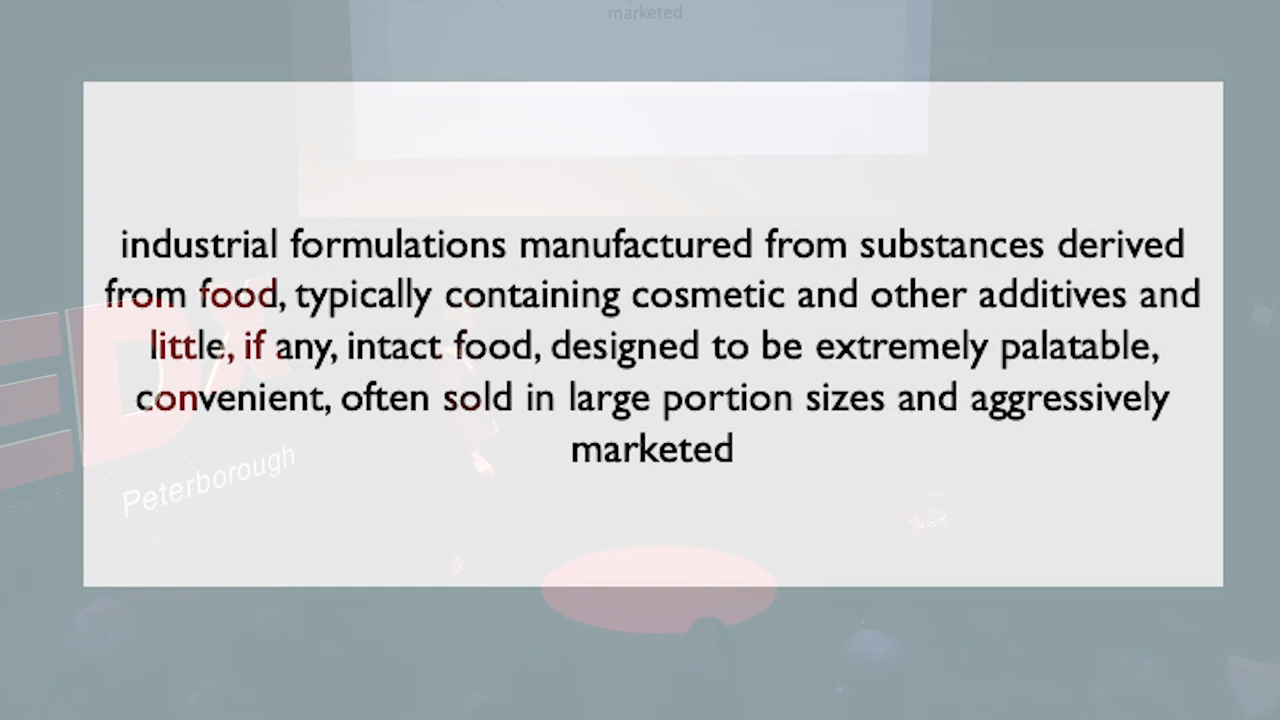 marketed
industrial formulations manufactured from substances derived
from food, typically containing cosmetic and other additives and
little, if any, intact food, designed to be extremely palatable,
convenient, often sold in large portion sizes and aggressively
marketed
EDx
Peterborough